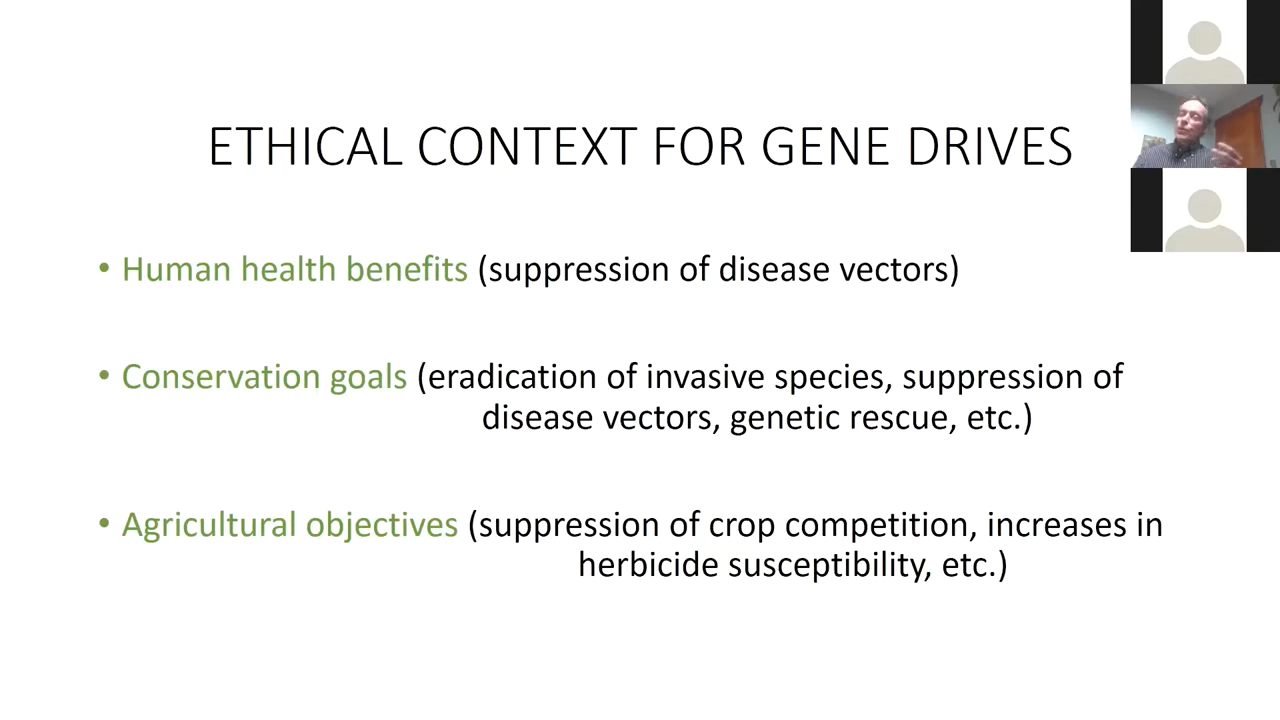 ETHICAL CONTEXT FOR GENE DRIVES
• Human health benefits (suppression of disease vectors)
• Conservation goals (eradication of invasive species, suppression of
disease vectors, genetic rescue, etc.)
• Agricultural objectives (suppression of crop competition, increases in
herbicide susceptibility, etc.)